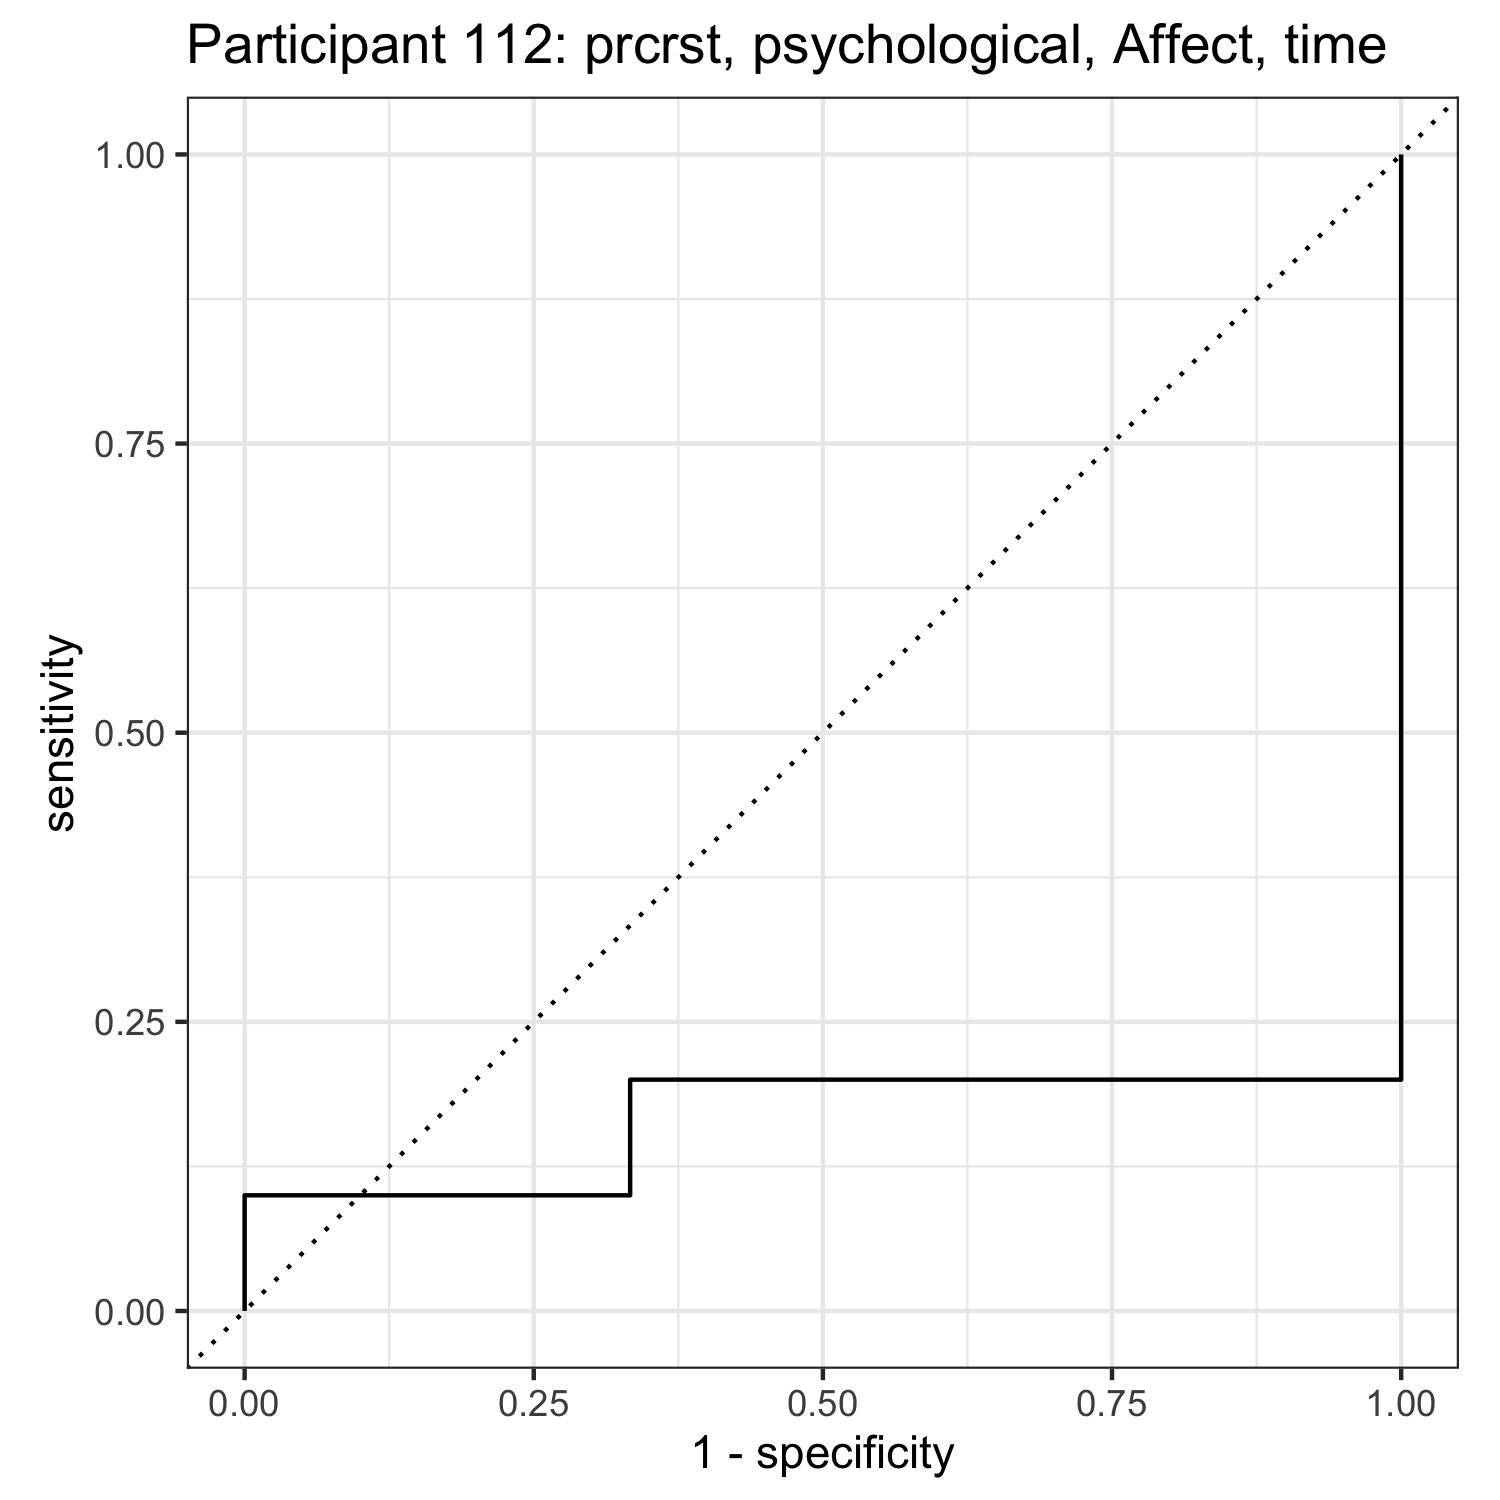 Participant 112: prcrst, psychological, Affect, time
1.00
0.75
0.50
0.25
0.00
sensitivity
0.00 0.25 0.50 0.75 1.00
1 - specificity